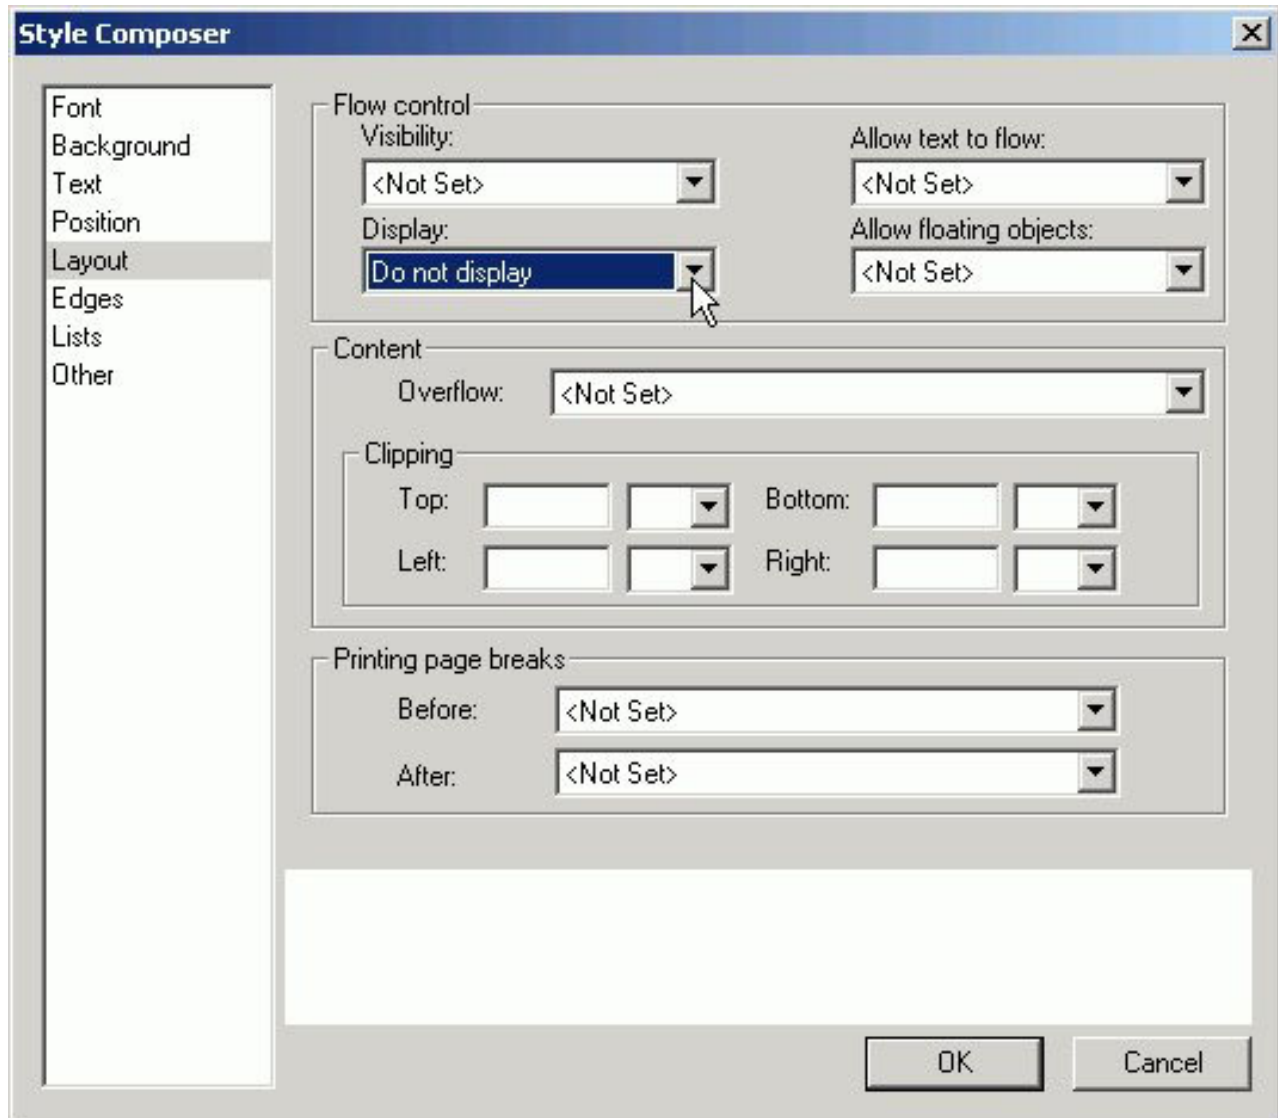 Style Composer
Font
Background
Text
Position
Layout
Edges
Lists
Other
Flow control
Visibility:
<Not Set>
Allow text to flow:
<Not Set>
Display:
Do not display
Allow floating objects:
<Not Set>
Content
Overflow: <Not Set>
Clipping
Top: Bottom:
Left: Right:
Printing page breaks
Before: <Not Set>
After: <Not Set>
OK Cancel